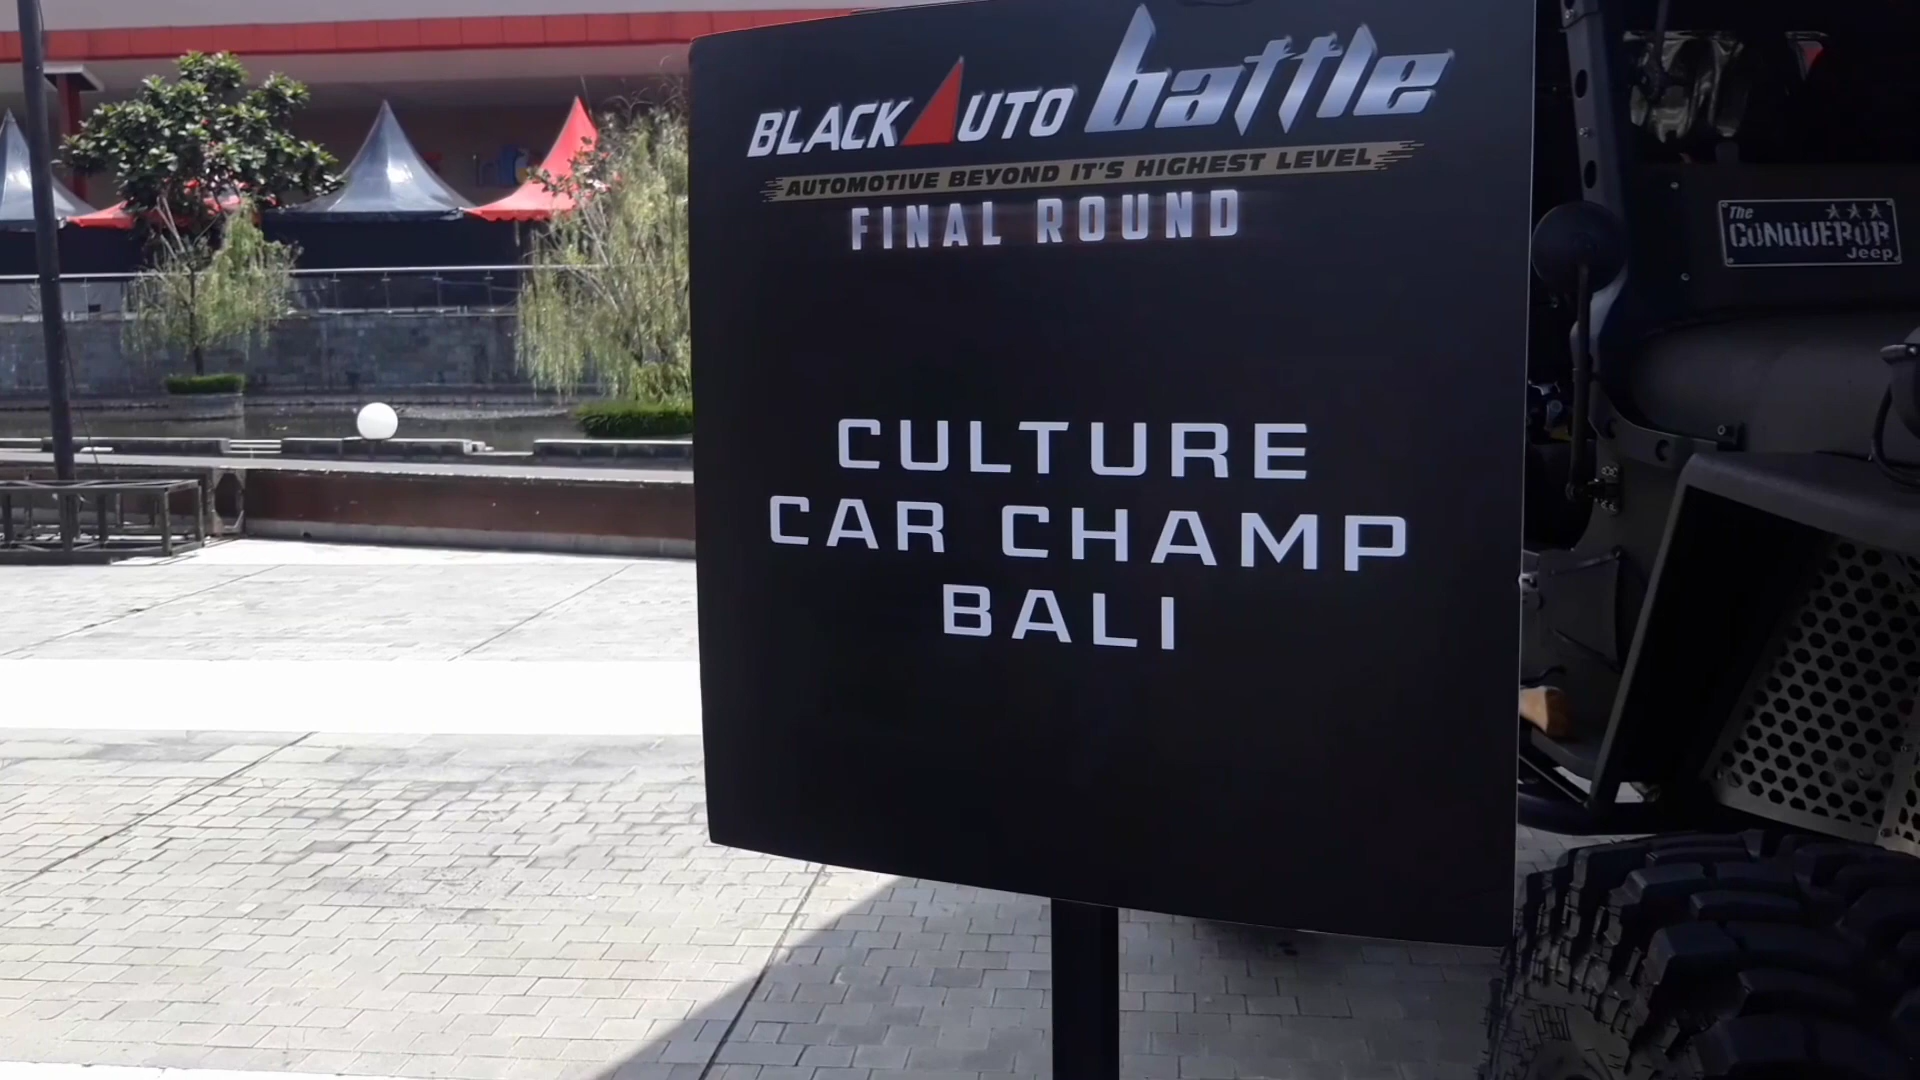 BLACK AUTO battle
AUTOMOTIVE BEYOND IT'S HIGHEST LEVEL
FINAL ROUND
CULTURE
CAR CHAMP
BALI
The
CONQUEROR
Jeep